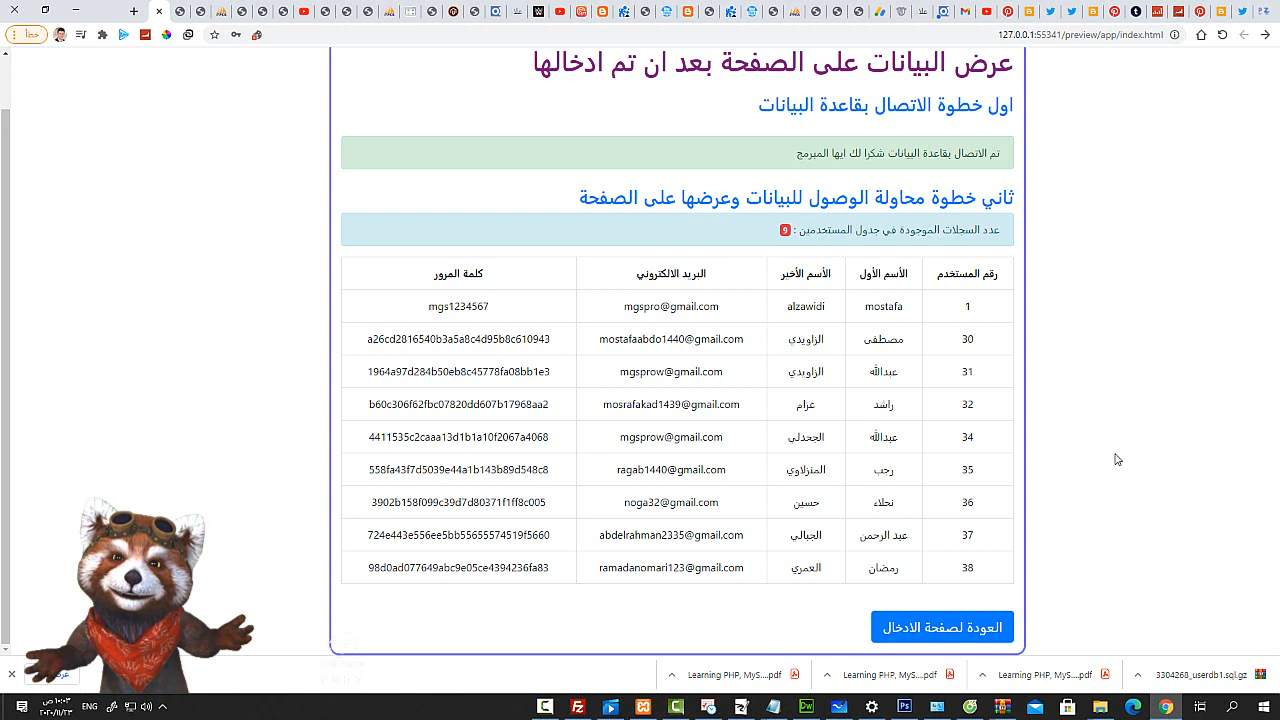 127.0.0.1:55341/preview/app/index.html
خطأ
عرض البيانات على الصفحة بعد ان تم ادخالها
اول خطوة الاتصال بقاعدة البيانات
تم الاتصال بقاعدة البيانات شكرا لك ايها المبرمج
ثاني خطوة محاولة الوصول للبيانات وعرضها على الصفحة
عدد السجلات الموجودة في جدول المستخدمين : 9
رقم المستخدم الأسم الأول الأسم الأخير البريد الالكتروني كلمة المرور
1 mostafa alzawidi mgspro@gmail.com mgs1234567
30 مصطفى الزاويدي mostafaabdo1440@gmail.com a26cd2816540b3a5a8c4d95b8c610943
31 عبدالله الزاويدي mgsprow@gmail.com 1964a97d284b50eb8c45778fa08bb1e3
32 راشد عزام mosrafakad1439@gmail.com b60c306f62fbc07820dd607b17968aa2
34 عبدالله الجحدلي mgsprow@gmail.com 4411535c2caaa13d1b1a10f2067a4068
35 رجب المنزلاوي ragab1440@gmail.com 558fa43f7d5039e44a1b143b89d548c8
36 نجلاء حسين noga32@gmail.com 3902b158f099c39d7d80371f1ff8c005
37 عبد الرحمن الجبالي abdelrahman2335@gmail.com 724e443e556ee5bb55655574519f5660
38 رمضان العمري ramadanomari123@gmail.com 98d0ad077649abc9e05ce4394236fa83
العودة لصفحة الادخال
3304268_userdb1.sql.gz
Learning PHP, MyS....pdf
Learning PHP, MyS....pdf
Learning PHP, MyS....pdf
ENG
١٠:٠٣ ص
٢٠٢٠/١١/٢٣